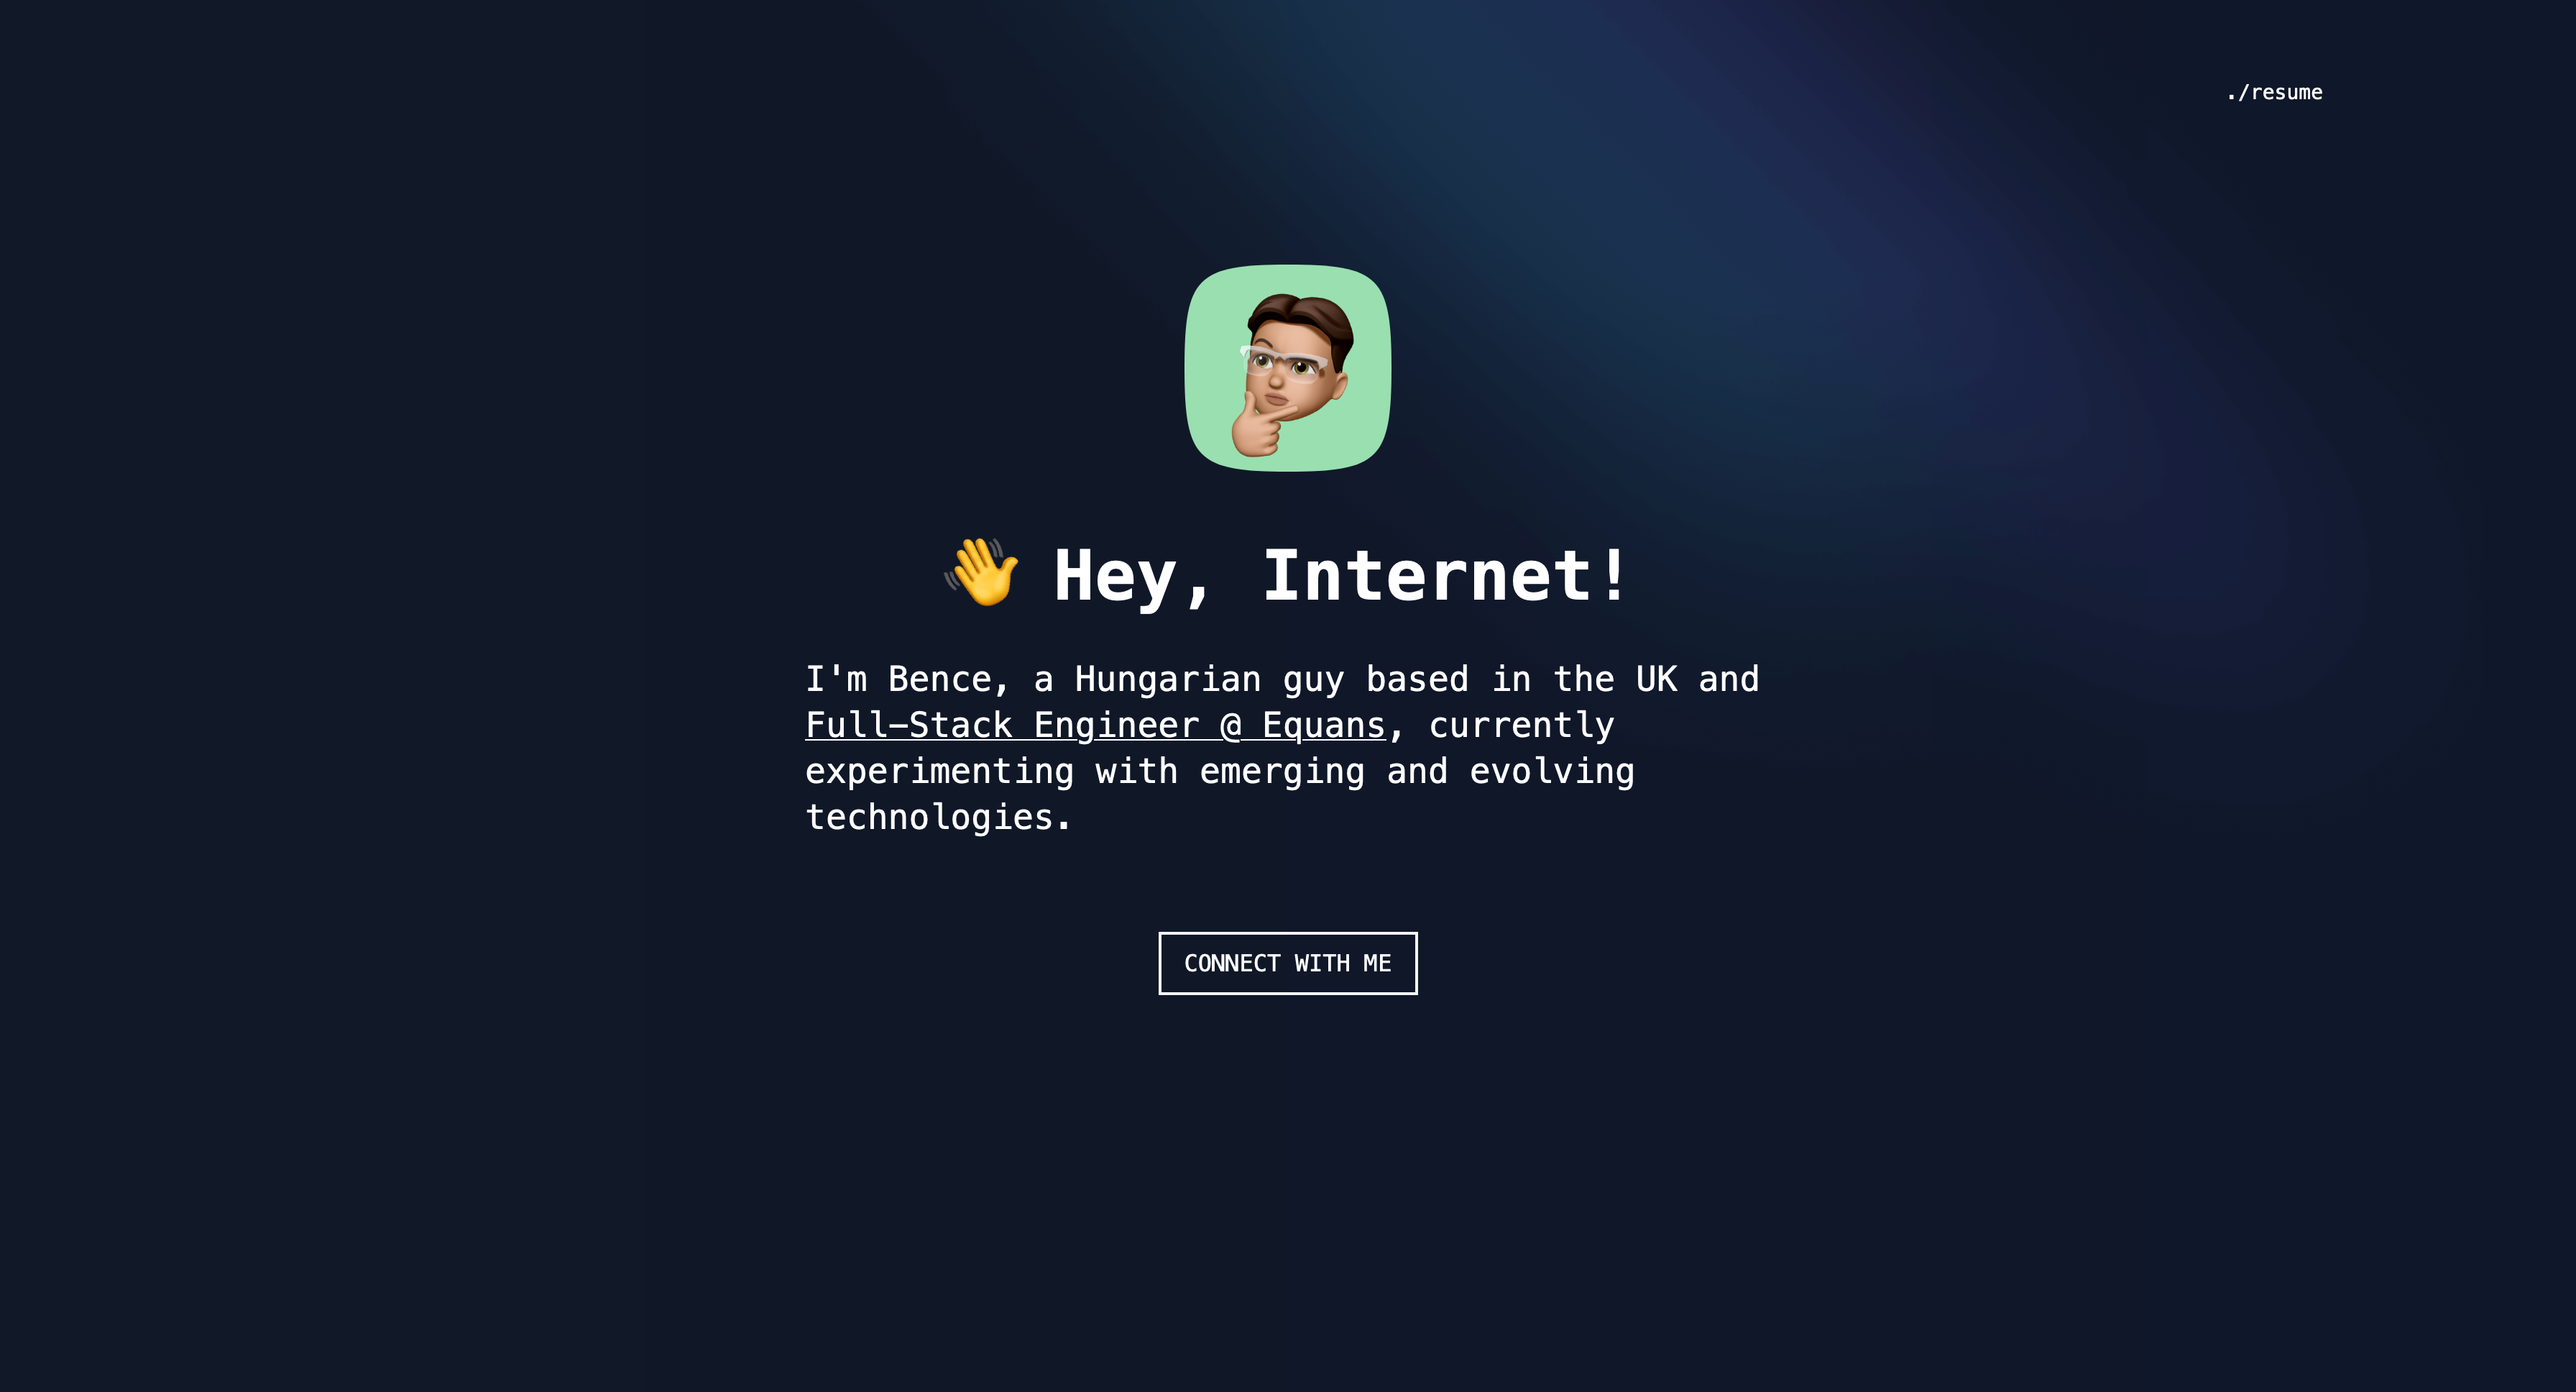 ./resume
👋 Hey, Internet!
I'm Bence, a Hungarian guy based in the UK and
Full-Stack Engineer @ Equans, currently
experimenting with emerging and evolving
technologies.
CONNECT WITH ME